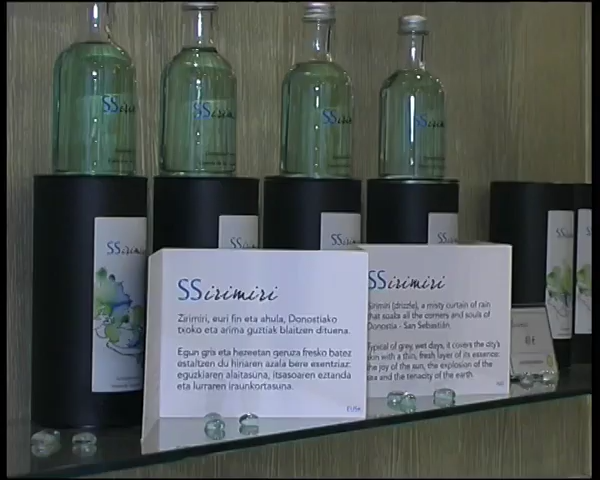 SSirimiri
SSirimiri
SSirimiri
Zirimiri, euri fin eta ahula, Donostiako
txoko eta arima guztiak blaitzen dituena.
Egun gris eta hezeetan geruza fresko batez
estaltzen du hiriaren azala bere esentziaz:
eguzkiaren alaitasuna, itsasoaren eztanda
eta lurraren iraunkortasuna.
SSirimiri
Sirimiri (drizzle), a misty curtain of rain
that soaks all the corners and souls of
Donostia - San Sebastián.
Typical of grey, wet days, it covers the city's
skin with a thin, fresh layer of its essence:
the joy of the sun, the explosion of the
sea and the tenacity of the earth.